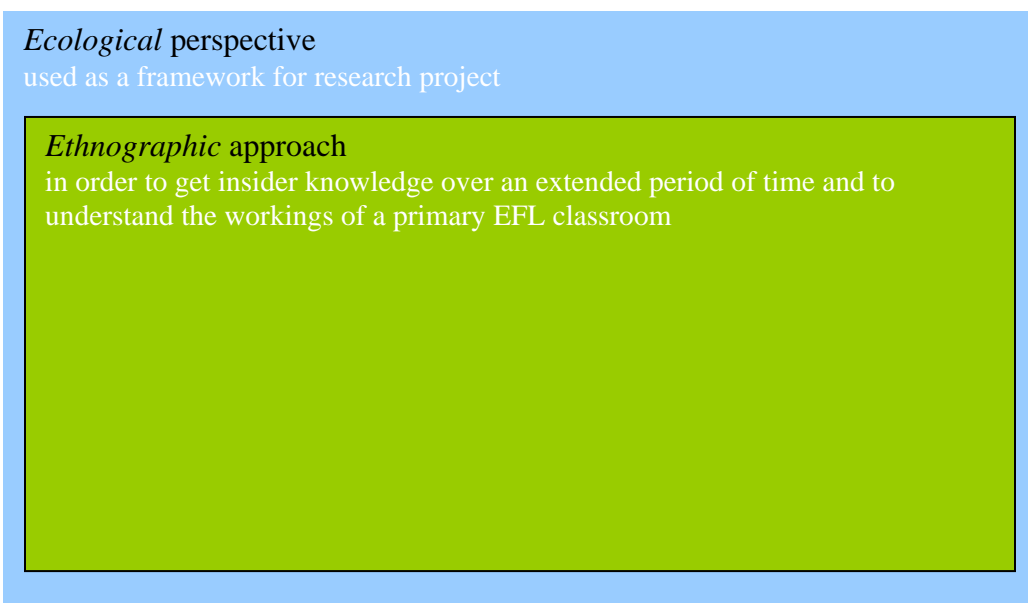 Ecological perspective
used as a framework for research project
Ethnographic approach
in order to get insider knowledge over an extended period of time and to
understand the workings of a primary EFL classroom